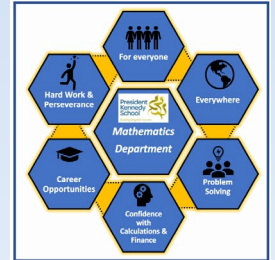 For everyone
Everywhere
Problem
Solving
Confidence
with
Calculations &
Finance
Career
Opportunities
Hard Work &
Perseverance
President
Kennedy
School
Mathematics
Department